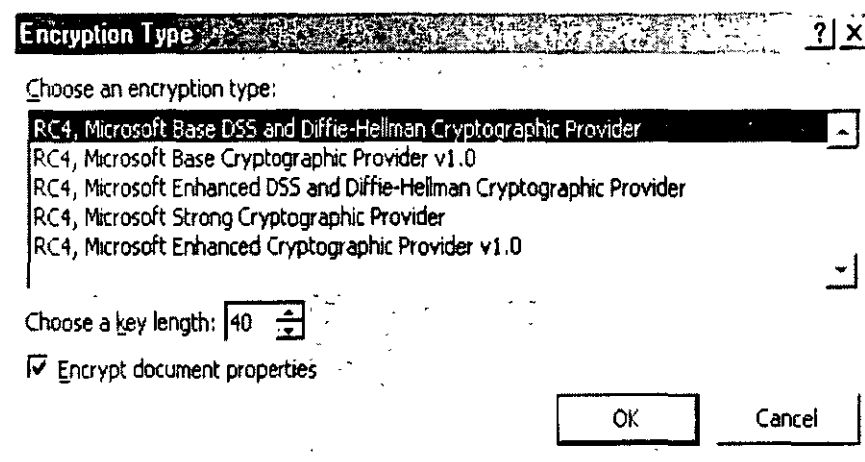 Encryption Type ? ×
Choose an encryption type:
RC4, Microsoft Base DSS and Diffie-Hellman Cryptographic Provider
RC4, Microsoft Base Cryptographic Provider v1.0
RC4, Microsoft Enhanced DSS and Diffie-Hellman Cryptographic Provider
RC4, Microsoft Strong Cryptographic Provider
RC4, Microsoft Enhanced Cryptographic Provider v1.0
Choose a key length: 40
Encrypt document properties
OK Cancel